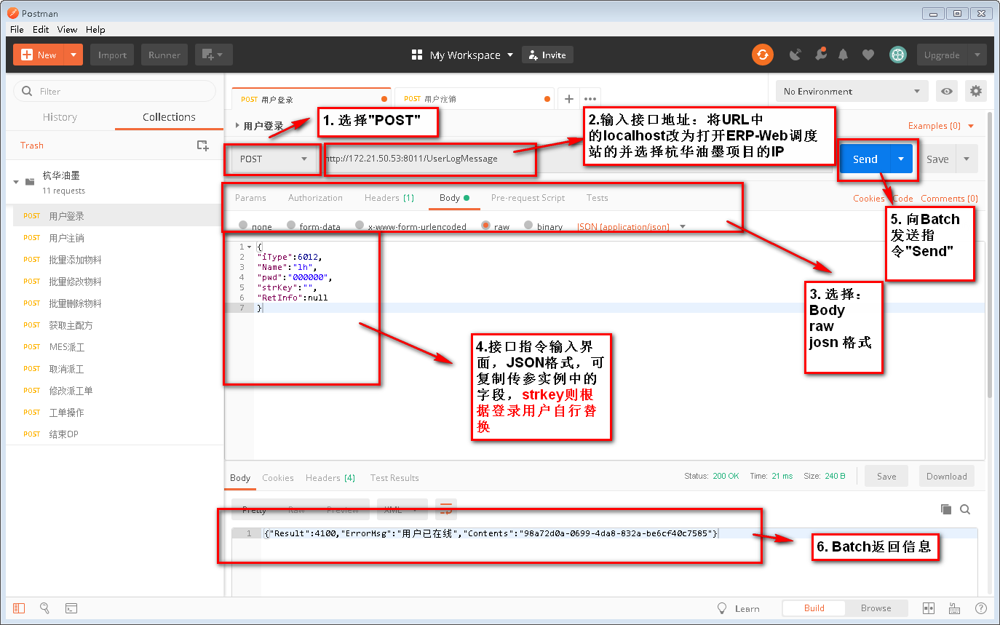 Postman
File Edit View Help
New Import Runner My Workspace Invite Upgrade
Filter
History Collections
Trash
杭华油墨
11 requests
POST 用户登录
POST 用户注销
POST 批量添加物料
POST 批量修改物料
POST 批量删除物料
POST 获取主配方
POST MES派工
POST 取消派工
POST 修改派工单
POST 工单操作
POST 结束OP
POST 用户登录
POST 用户注销
No Environment
用户登录
Examples (0)
1. 选择"POST"
2.输入接口地址：将URL中
的localhost改为打开ERP-Web调度
站的并选择杭华油墨项目的IP
POST
http://172.21.50.53:8011/UserLogMessage
Send Save
Params Authorization Headers (1) Body Pre-request Script Tests
Cookies Code Comments (0)
none form-data x-www-form-urlencoded raw binary JSON (application/json)
5. 向Batch
发送指
令"Send"
1 {
2 "iType":6012,
3 "Name":"lh",
4 "pwd":"000000",
5 "strKey":"",
6 "RetInfo":null
7 }
3. 选择：
Body
raw
josn 格式
4.接口指令输入界
面，JSON格式，可
复制传参实例中的
字段，strkey则根
据登录用户自行替
换
Body Cookies Headers (4) Test Results
Status: 200 OK Time: 21 ms Size: 240 B
Save Download
Pretty Raw Preview XML
1 {"Result":4100,"ErrorMsg":"用户已在线","Contents":"98a72d0a-0699-4da8-832a-be6cf40c7585"}
6. Batch返回信息
Learn Build Browse